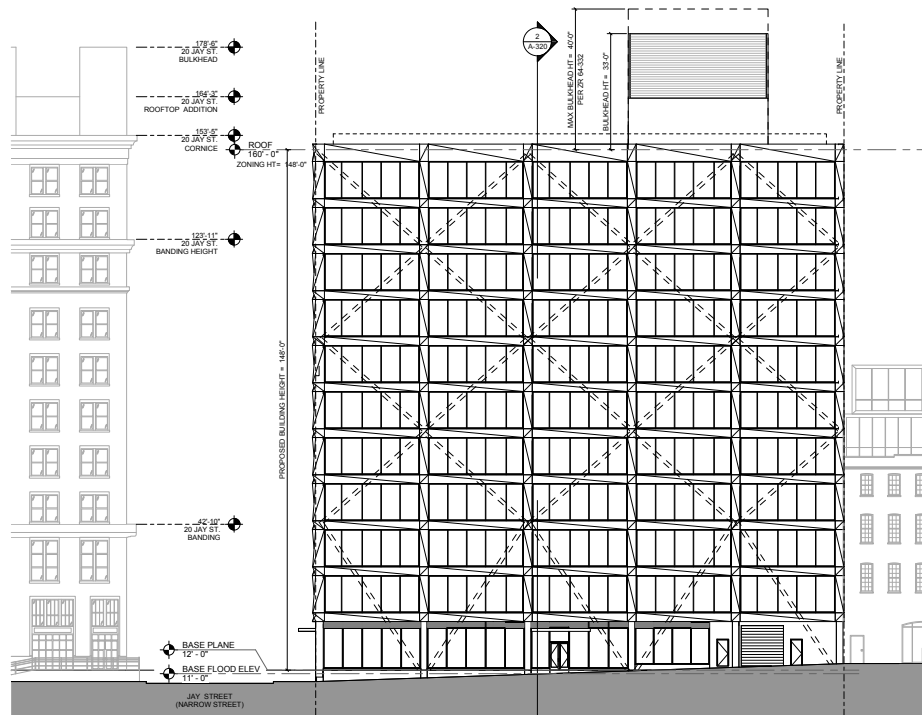 178'-6"
20 JAY ST.
BULKHEAD
164'-3"
20 JAY ST.
ROOFTOP ADDITION
153'-5"
20 JAY ST.
CORNICE
ROOF
160' - 0"
ZONING HT= 148'-0"
123'-11"
20 JAY ST.
BANDING HEIGHT
42'-10"
20 JAY ST.
BANDING
BASE PLANE
12' - 0"
BASE FLOOD ELEV
11' - 0"
JAY STREET
(NARROW STREET)
PROPOSED BUILDING HEIGHT = 148'-0"
PROPERTY LINE
2
A-320
MAX BULKHEAD HT = 40'-0"
PER ZR 64-332
BULKHEAD HT = 33'-0"
PROPERTY LINE